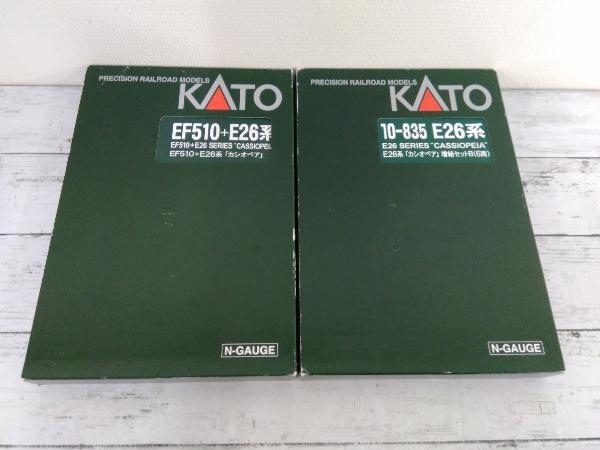 PRECISION RAILROAD MODELS
KATO
EF510+E26系
EF510+E26 SERIES "CASSIOPEIA
EF510+E26系「カシオペア」
N-GAUGE
PRECISION RAILROAD MODELS
KATO
10-835 E26系
E26 SERIES "CASSIOPEIA"
E26系「カシオペア」増結セットB(6両)
N-GAUGE